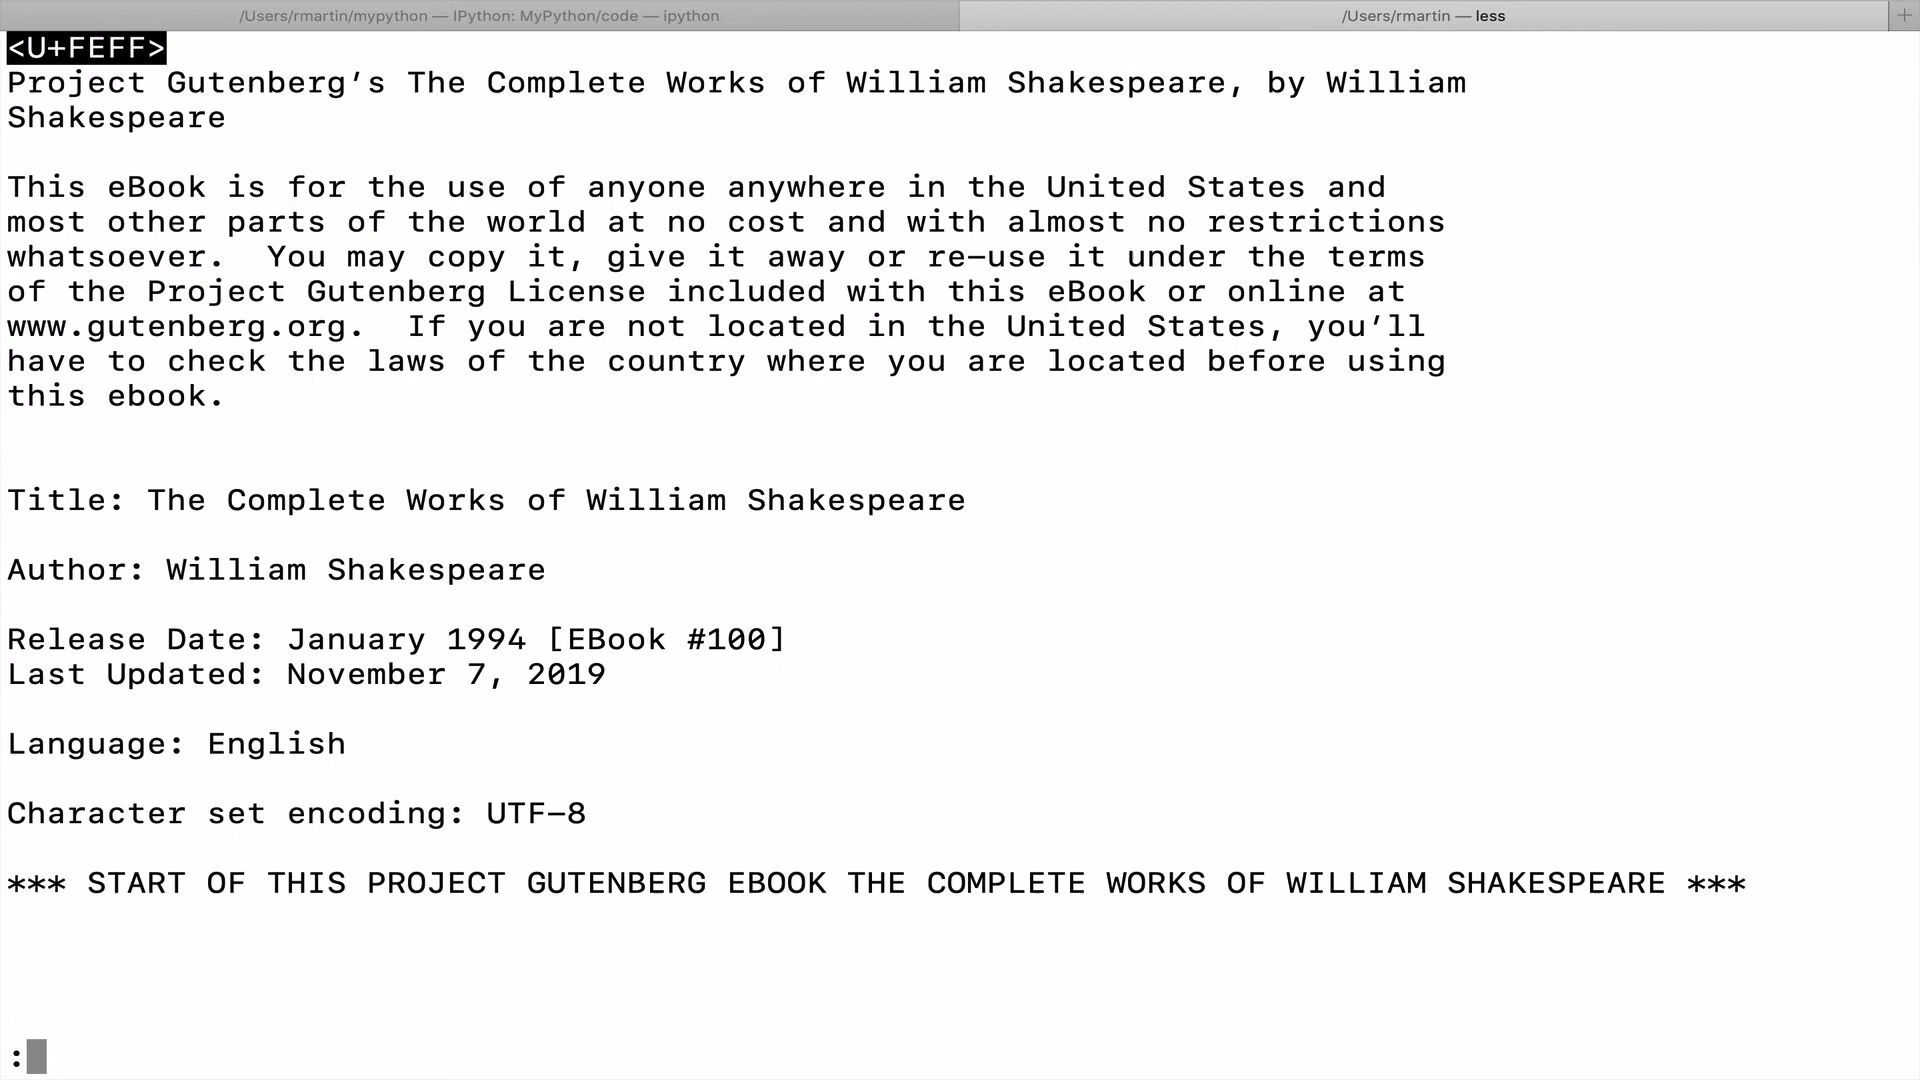 /Users/rmartin/mypython — IPython: MyPython/code — ipython
/Users/rmartin — less
+
<U+FEFF>
Project Gutenberg’s The Complete Works of William Shakespeare, by William
Shakespeare
This eBook is for the use of anyone anywhere in the United States and
most other parts of the world at no cost and with almost no restrictions
whatsoever.  You may copy it, give it away or re-use it under the terms
of the Project Gutenberg License included with this eBook or online at
www.gutenberg.org.  If you are not located in the United States, you’ll
have to check the laws of the country where you are located before using
this ebook.
Title: The Complete Works of William Shakespeare
Author: William Shakespeare
Release Date: January 1994 [EBook #100]
Last Updated: November 7, 2019
Language: English
Character set encoding: UTF-8
*** START OF THIS PROJECT GUTENBERG EBOOK THE COMPLETE WORKS OF WILLIAM SHAKESPEARE ***
: